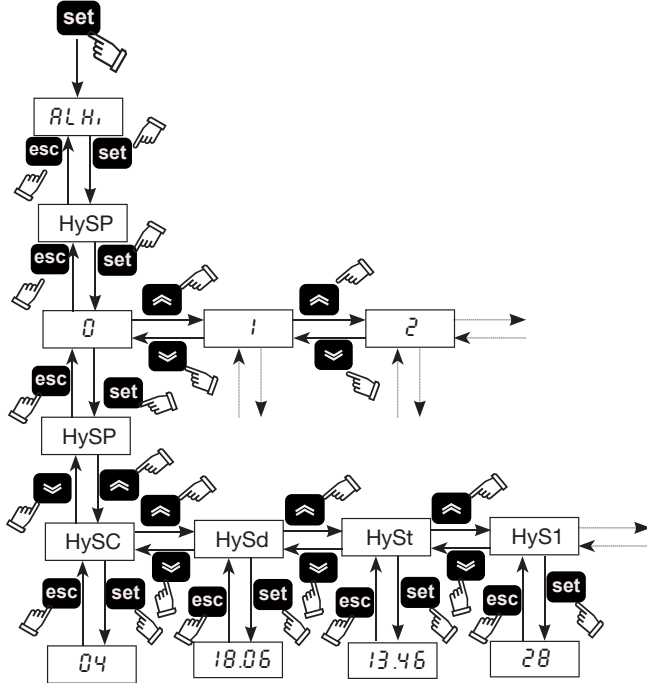 set
ALHi
esc set
HySP
esc set
0 1 2
esc set
HySP
HySC HySd HySt HyS1
esc set esc set esc set esc set
04 18.06 13.46 28